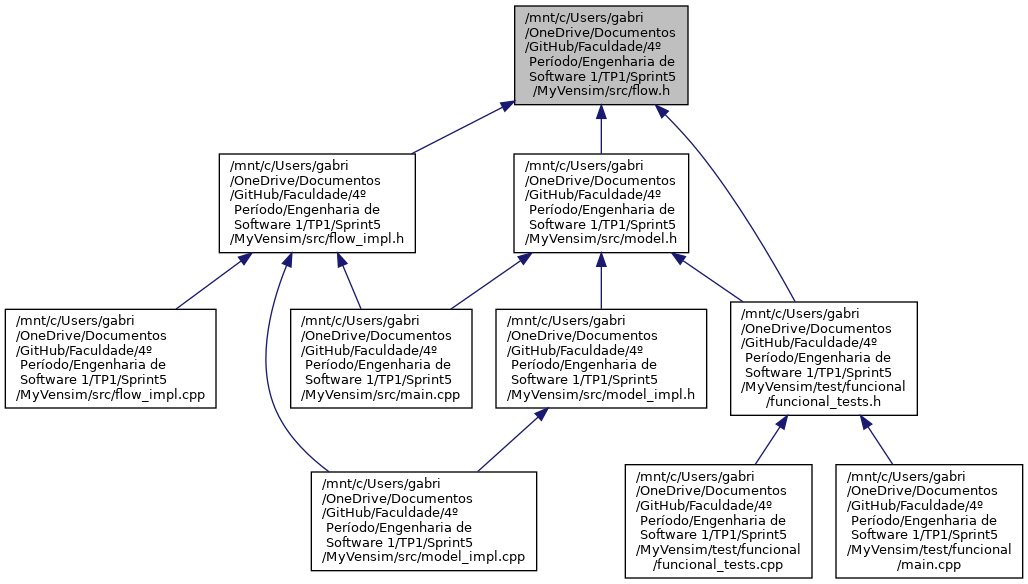 /mnt/c/Users/gabri
/OneDrive/Documentos
/GitHub/Faculdade/4º
Período/Engenharia de
Software 1/TP1/Sprint5
/MyVensim/src/flow.h
/mnt/c/Users/gabri
/OneDrive/Documentos
/GitHub/Faculdade/4º
Período/Engenharia de
Software 1/TP1/Sprint5
/MyVensim/src/flow_impl.h
/mnt/c/Users/gabri
/OneDrive/Documentos
/GitHub/Faculdade/4º
Período/Engenharia de
Software 1/TP1/Sprint5
/MyVensim/src/model.h
/mnt/c/Users/gabri
/OneDrive/Documentos
/GitHub/Faculdade/4º
Período/Engenharia de
Software 1/TP1/Sprint5
/MyVensim/src/flow_impl.cpp
/mnt/c/Users/gabri
/OneDrive/Documentos
/GitHub/Faculdade/4º
Período/Engenharia de
Software 1/TP1/Sprint5
/MyVensim/src/main.cpp
/mnt/c/Users/gabri
/OneDrive/Documentos
/GitHub/Faculdade/4º
Período/Engenharia de
Software 1/TP1/Sprint5
/MyVensim/src/model_impl.h
/mnt/c/Users/gabri
/OneDrive/Documentos
/GitHub/Faculdade/4º
Período/Engenharia de
Software 1/TP1/Sprint5
/MyVensim/test/funcional
/funcional_tests.h
/mnt/c/Users/gabri
/OneDrive/Documentos
/GitHub/Faculdade/4º
Período/Engenharia de
Software 1/TP1/Sprint5
/MyVensim/src/model_impl.cpp
/mnt/c/Users/gabri
/OneDrive/Documentos
/GitHub/Faculdade/4º
Período/Engenharia de
Software 1/TP1/Sprint5
/MyVensim/test/funcional
/funcional_tests.cpp
/mnt/c/Users/gabri
/OneDrive/Documentos
/GitHub/Faculdade/4º
Período/Engenharia de
Software 1/TP1/Sprint5
/MyVensim/test/funcional
/main.cpp